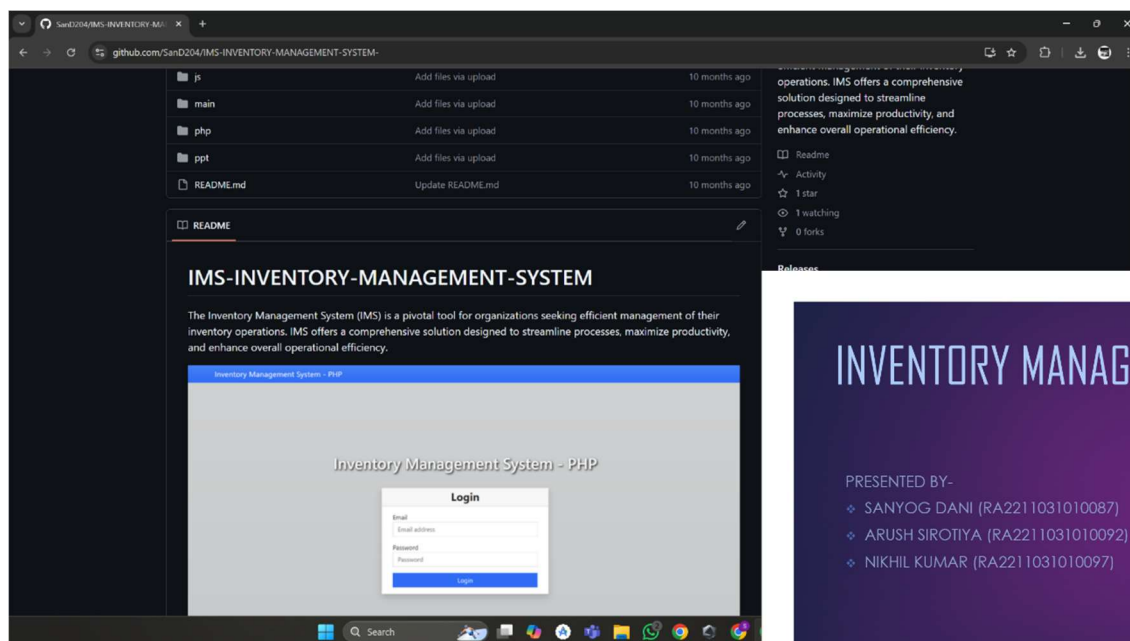 SanD204/IMS-INVENTORY-MA
github.com/SanD204/IMS-INVENTORY-MANAGEMENT-SYSTEM-
js Add files via upload 10 months ago
main Add files via upload 10 months ago
php Add files via upload 10 months ago
ppt Add files via upload 10 months ago
README.md Update README.md 10 months ago
README
IMS-INVENTORY-MANAGEMENT-SYSTEM
The Inventory Management System (IMS) is a pivotal tool for organizations seeking efficient management of their
inventory operations. IMS offers a comprehensive solution designed to streamline processes, maximize productivity,
and enhance overall operational efficiency.
Inventory Management System - PHP
Inventory Management System - PHP
Login
Email
Email address
Password
Password
Login
operations. IMS offers a comprehensive
solution designed to streamline
processes, maximize productivity, and
enhance overall operational efficiency.
Readme
Activity
1 star
1 watching
0 forks
Releases
INVENTORY MANAG
PRESENTED BY-
SANYOG DANI (RA2211031010087)
ARUSH SIROTIYA (RA2211031010092)
NIKHIL KUMAR (RA2211031010097)
Search